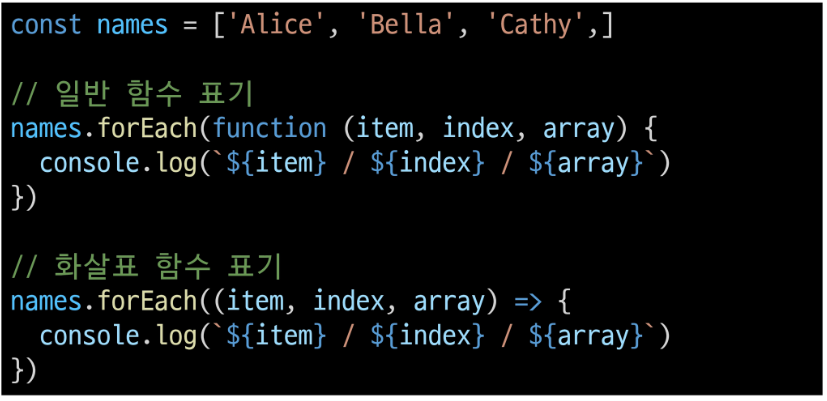 const names = ['Alice', 'Bella', 'Cathy',]
// 일반 함수 표기
names.forEach(function (item, index, array) {
  console.log(`${item} / ${index} / ${array}`)
})
// 화살표 함수 표기
names.forEach((item, index, array) => {
  console.log(`${item} / ${index} / ${array}`)
})